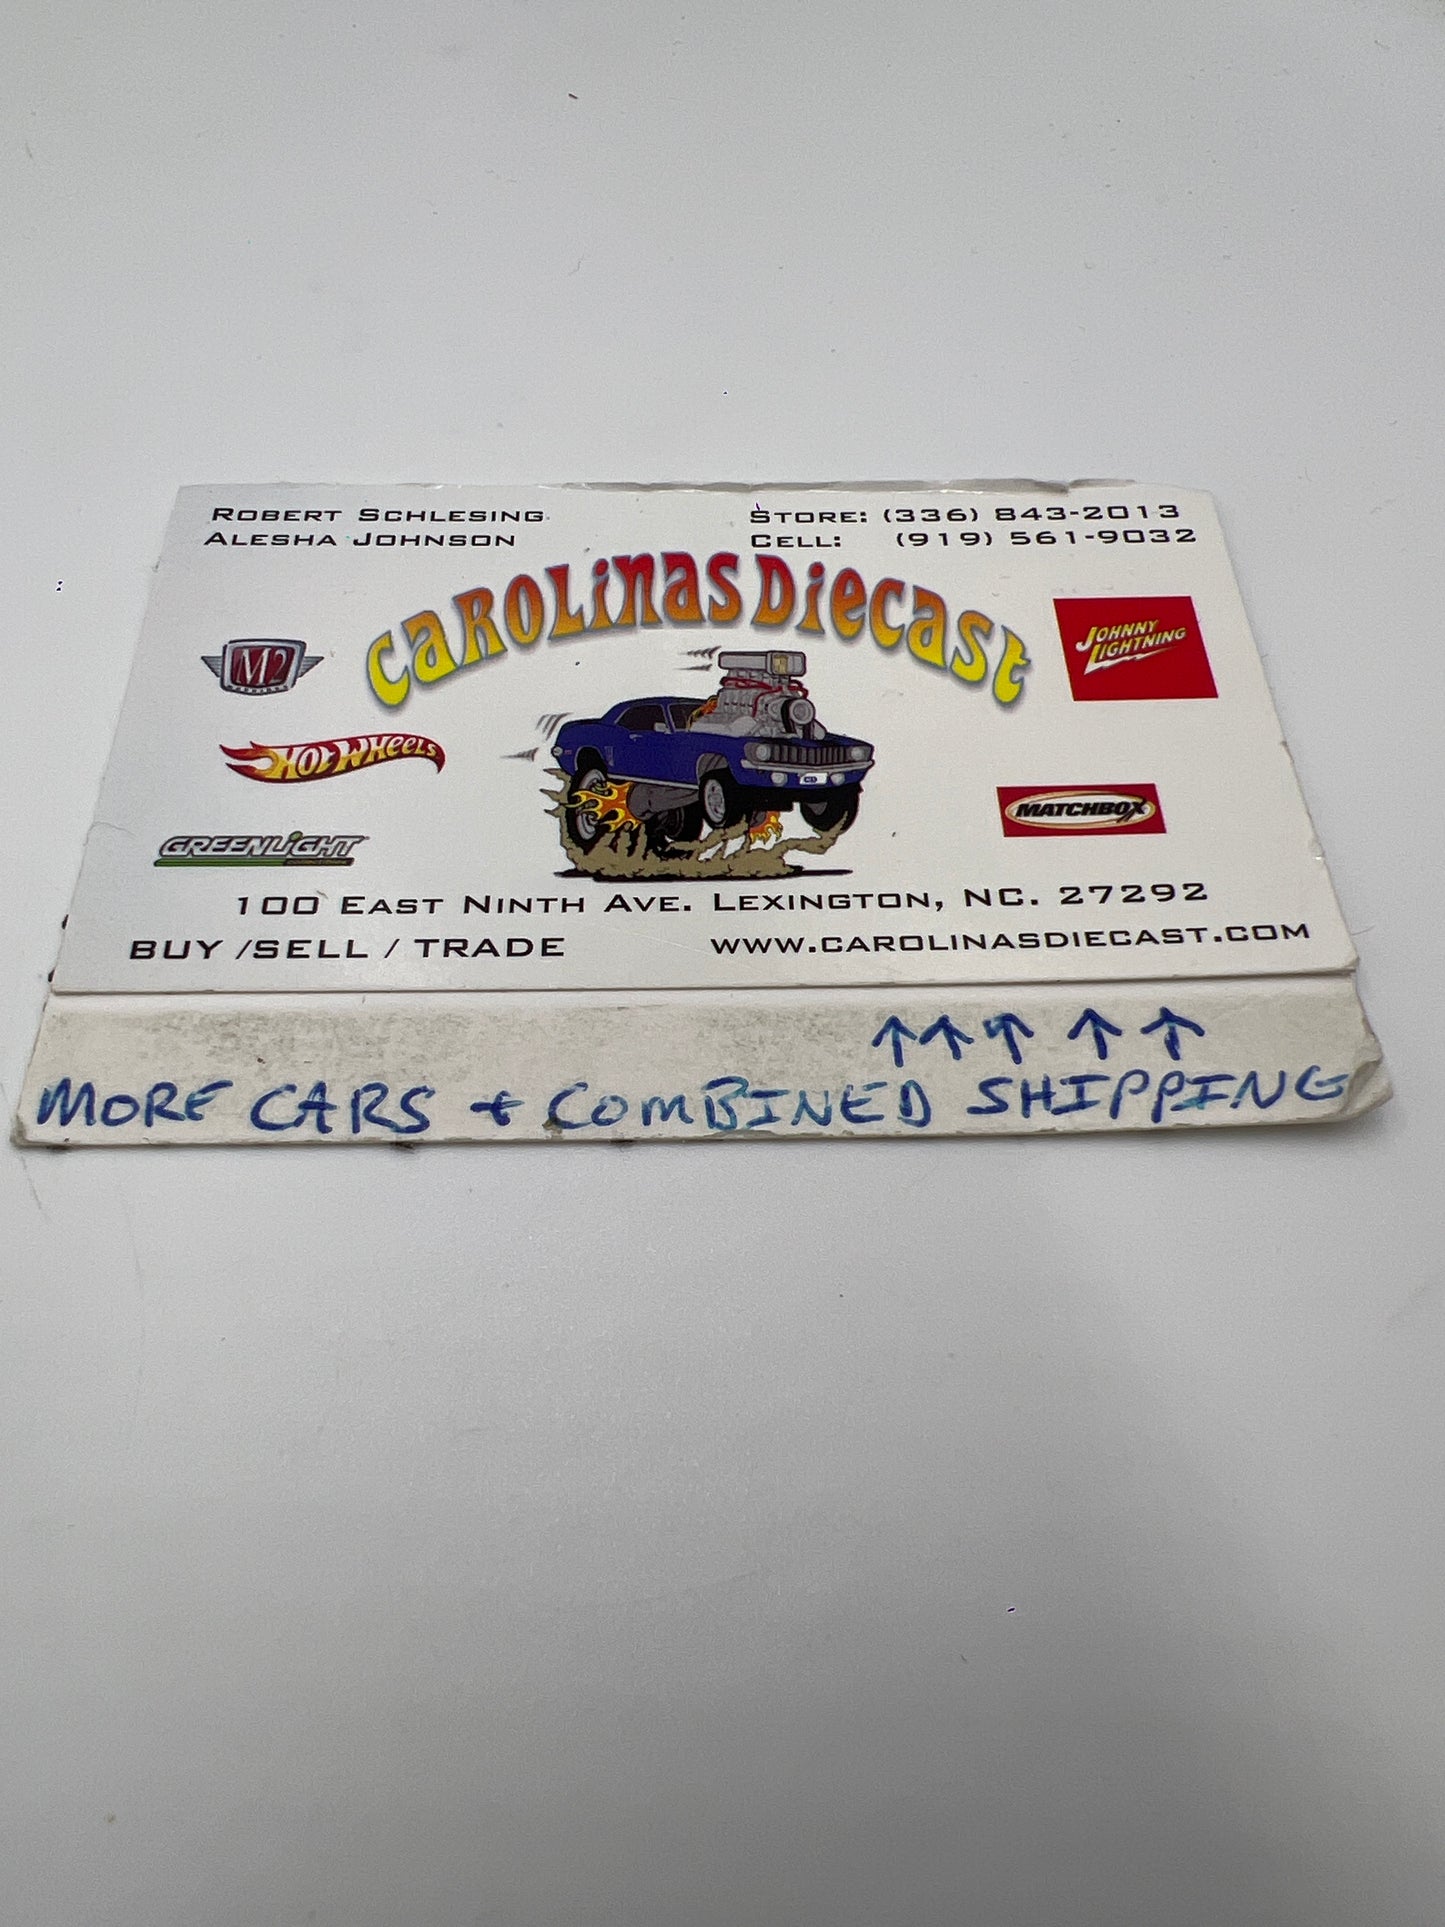 ROBERT SCHLESING
ALESHA JOHNSON
STORE: (336) 843-2013
CELL: (919) 561-9032
CAROLINAS DIECAST
M2
JOHNNY
LIGHTNING
HOT WHEELS
MATCHBOX
GREENLIGHT
100 EAST NINTH AVE. LEXINGTON, NC. 27292
BUY /SELL / TRADE
WWW.CAROLINASDIECAST.COM
↑↑↑↑↑
MORE CARS + COMBINED SHIPPING